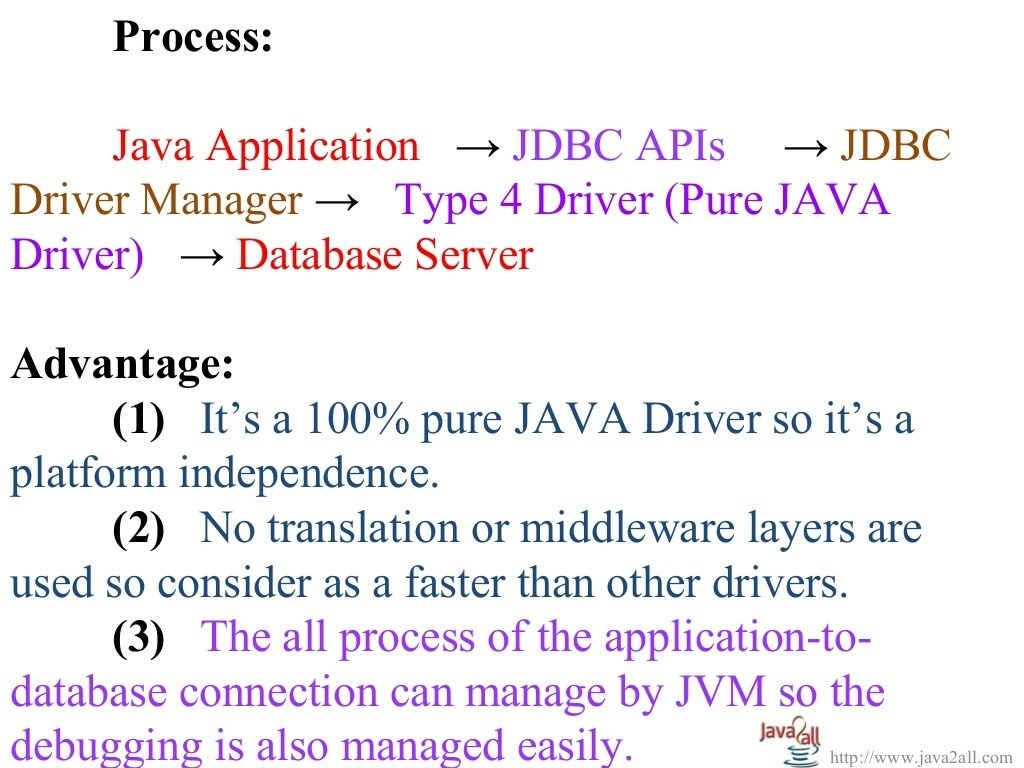 Process:
Java Application → JDBC APIs → JDBC
Driver Manager → Type 4 Driver (Pure JAVA
Driver) → Database Server
Advantage:
(1) It’s a 100% pure JAVA Driver so it’s a
platform independence.
(2) No translation or middleware layers are
used so consider as a faster than other drivers.
(3) The all process of the application-to-
database connection can manage by JVM so the
debugging is also managed easily.
Java2all
http://www.java2all.com